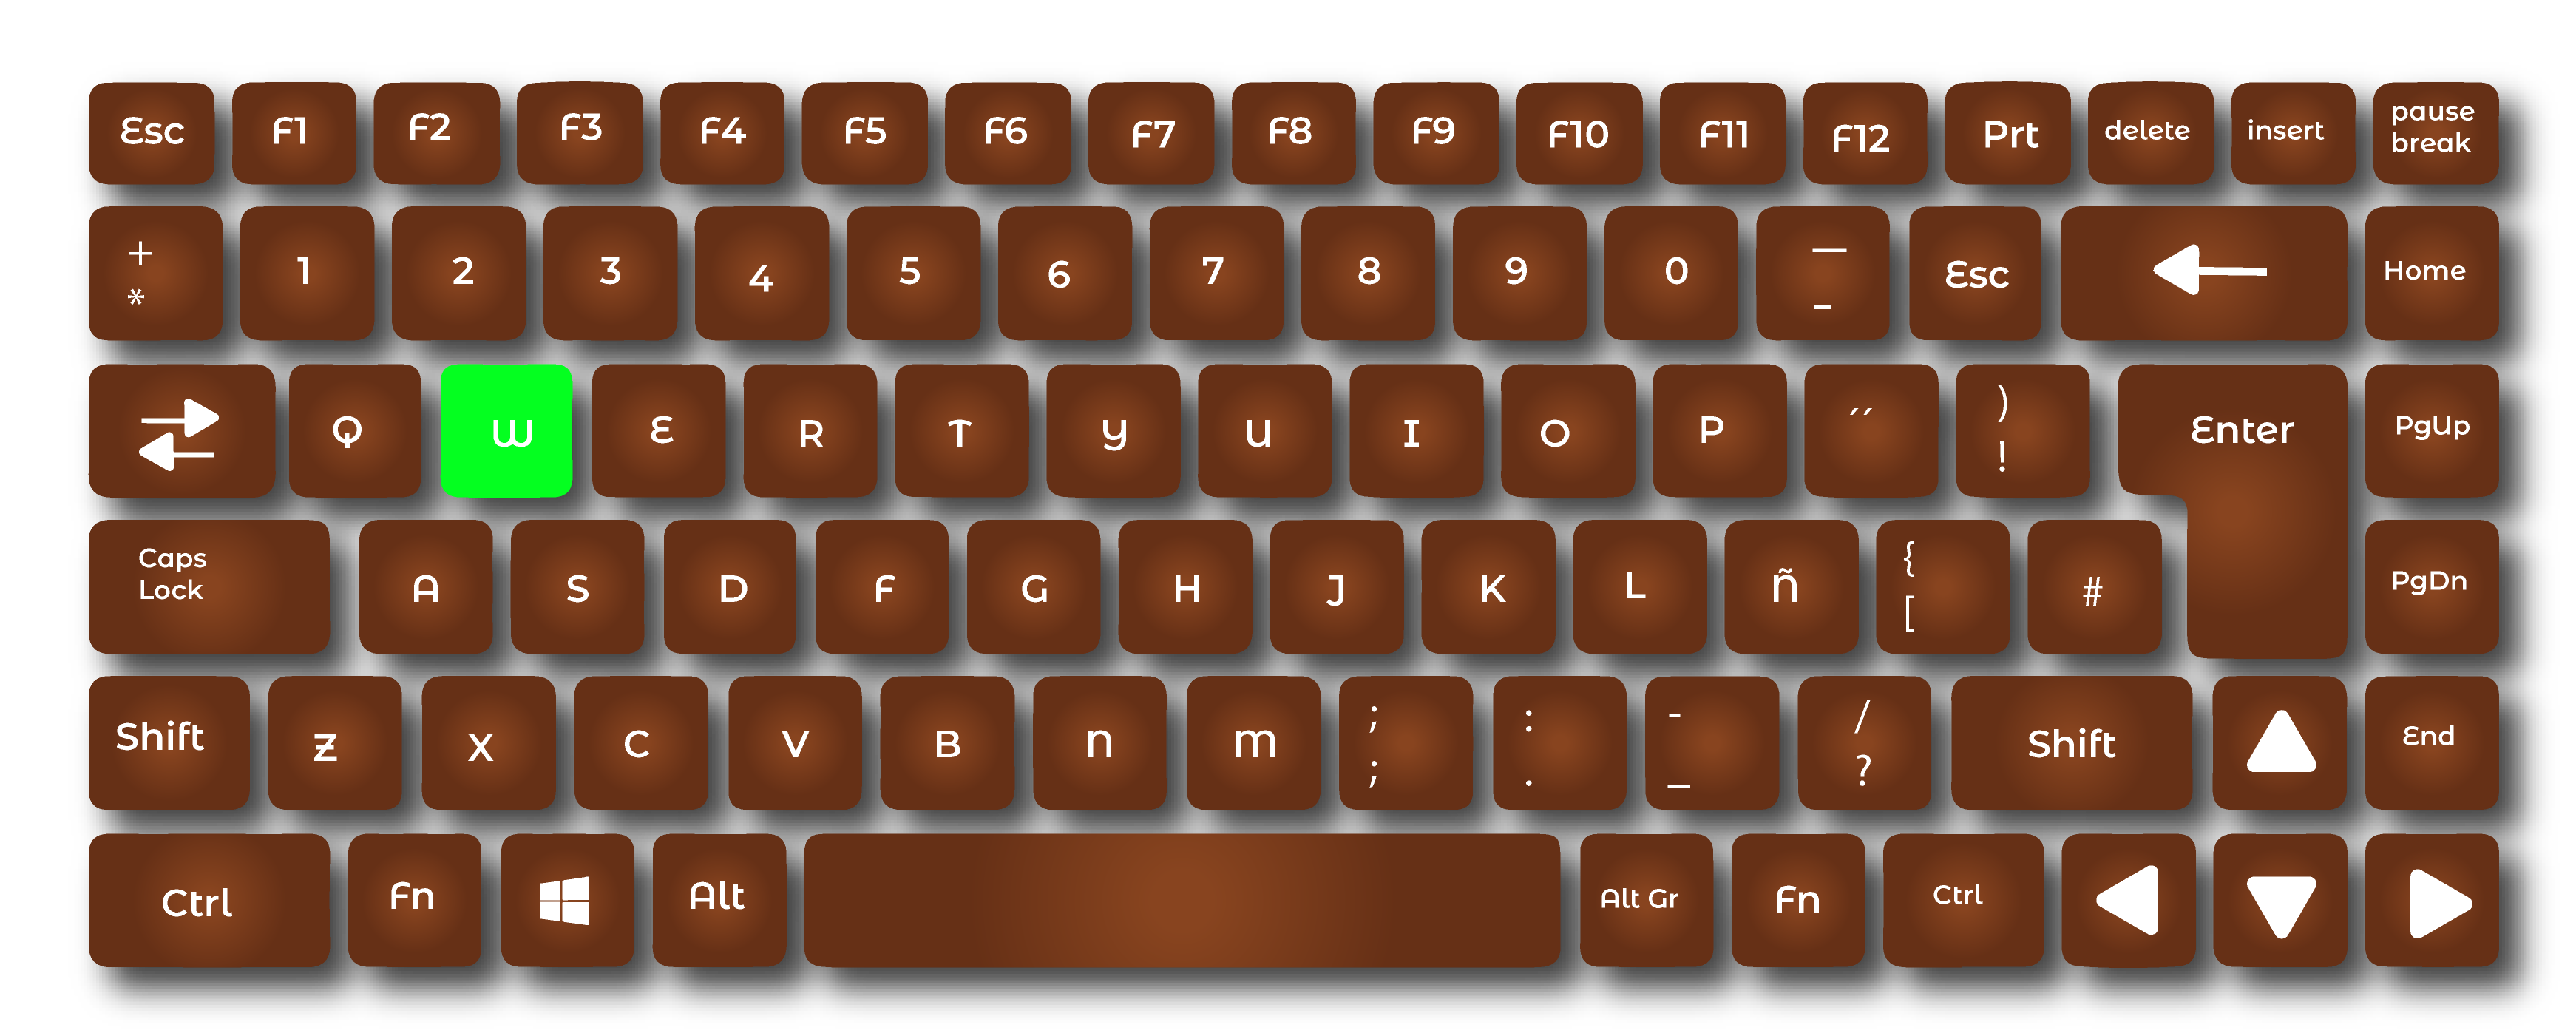 Esc F1 F2 F3 F4 F5 F6 F7 F8 F9 F10 F11 F12 Prt delete insert pause
break
+
* 1 2 3 4 5 6 7 8 9 0 —
- Esc Home
Q W E R T Y U I O P ´´ )
! Enter PgUp
Caps
Lock A S D F G H J K L Ñ {
[ # PgDn
Shift Z X C V B n m ;
; :
. -
_ /
? Shift End
Ctrl Fn Alt Alt Gr Fn Ctrl